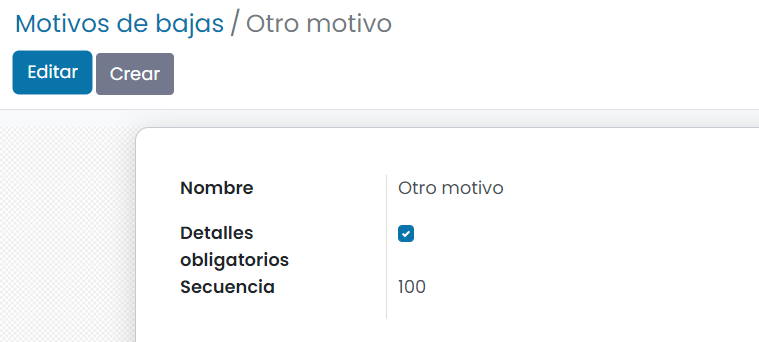 Motivos de bajas / Otro motivo
Editar Crear
Nombre Otro motivo
Detalles
obligatorios
Secuencia 100